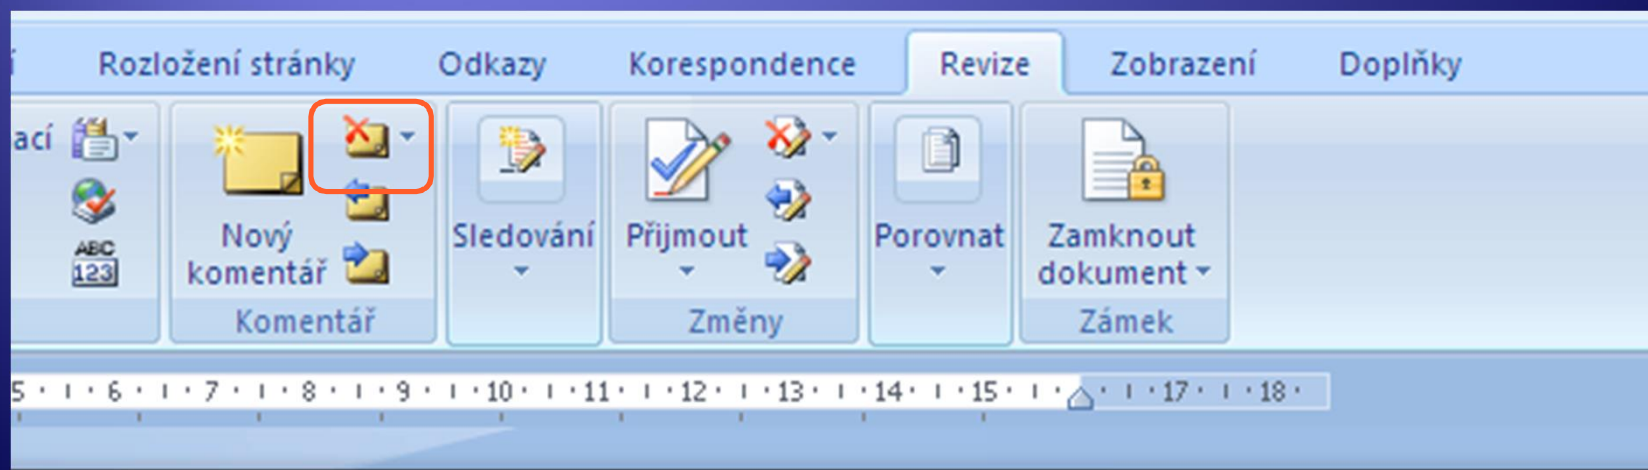 í Rozložení stránky Odkazy Korespondence Revize Zobrazení Doplňky
ací
ABC
123
Nový
komentář
Komentář
Sledování
Přijmout
Změny
Porovnat
Zamknout
dokument
Zámek
5 · 6 · 7 · 8 · 9 · 10 · 11 · 12 · 13 · 14 · 15 · 17 · 18 ·